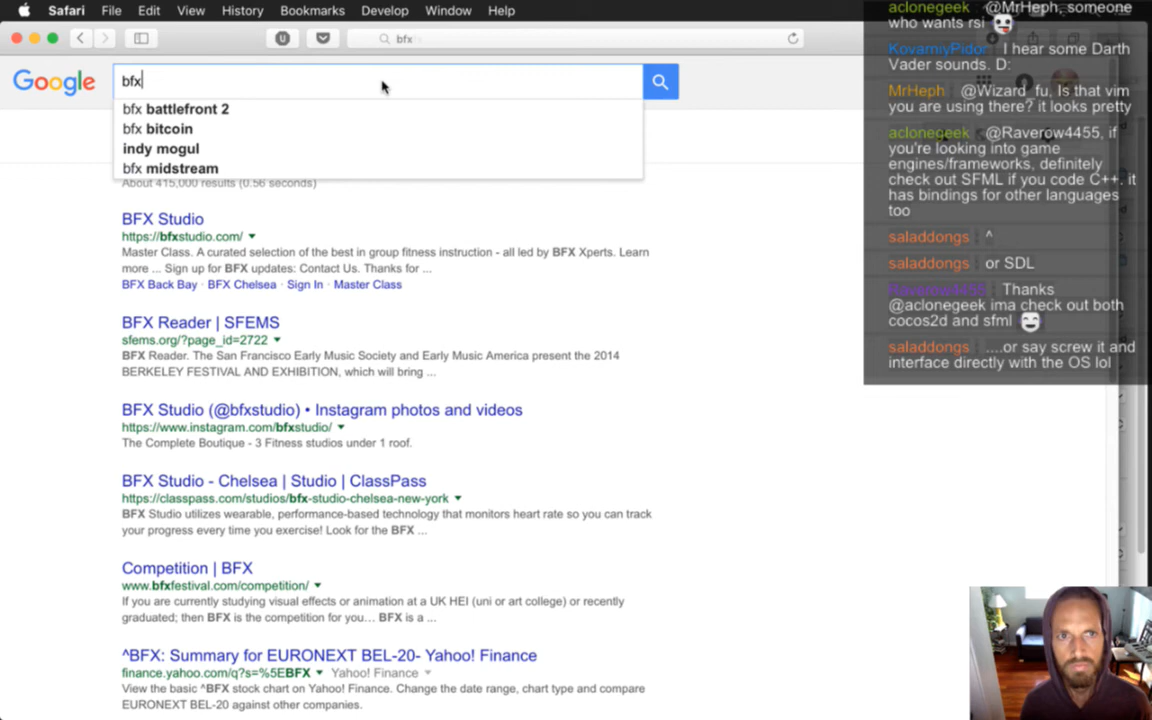 Safari File Edit View History Bookmarks Develop Window Help
bfx
Google
bfx
bfx battlefront 2
bfx bitcoin
indy mogul
bfx midstream
About 415,000 results (0.56 seconds)
BFX Studio
https://bfxstudio.com/
Master Class. A curated selection of the best in group fitness instruction - all led by BFX Xperts. Learn
more ... Sign up for BFX updates: Contact Us. Thanks for ...
BFX Back Bay · BFX Chelsea · Sign In · Master Class
BFX Reader | SFEMS
sfems.org/?page_id=2722
BFX Reader. The San Francisco Early Music Society and Early Music America present the 2014
BERKELEY FESTIVAL AND EXHIBITION, which will bring ...
BFX Studio (@bfxstudio) • Instagram photos and videos
https://www.instagram.com/bfxstudio/
The Complete Boutique - 3 Fitness studios under 1 roof.
BFX Studio - Chelsea | Studio | ClassPass
https://classpass.com/studios/bfx-studio-chelsea-new-york
BFX Studio utilizes wearable, performance-based technology that monitors heart rate so you can track
your progress every time you exercise! Look for the BFX ...
Competition | BFX
www.bfxfestival.com/competition/
If you are currently studying visual effects or animation at a UK HEI (uni or art college) or recently
graduated; then BFX is the competition for you... BFX is a ...
^BFX: Summary for EURONEXT BEL-20- Yahoo! Finance
finance.yahoo.com/q?s=%5EBFX Yahoo! Finance
View the basic ^BFX stock chart on Yahoo! Finance. Change the date range, chart type and compare
EURONEXT BEL-20 against other companies.
aclonegeek @MrHeph, someone
who wants rsi
KovarniyPidor I hear some Darth
Vader sounds. D:
MrHeph @Wizard_fu, Is that vim
you are using there? it looks pretty
aclonegeek @Raverow4455, if
you're looking into game
engines/frameworks, definitely
check out SFML if you code C++. it
has bindings for other languages
too
saladdongs ^
saladdongs or SDL
Raverow4455 Thanks
@aclonegeek ima check out both
cocos2d and sfml
saladdongs ....or say screw it and
interface directly with the OS lol